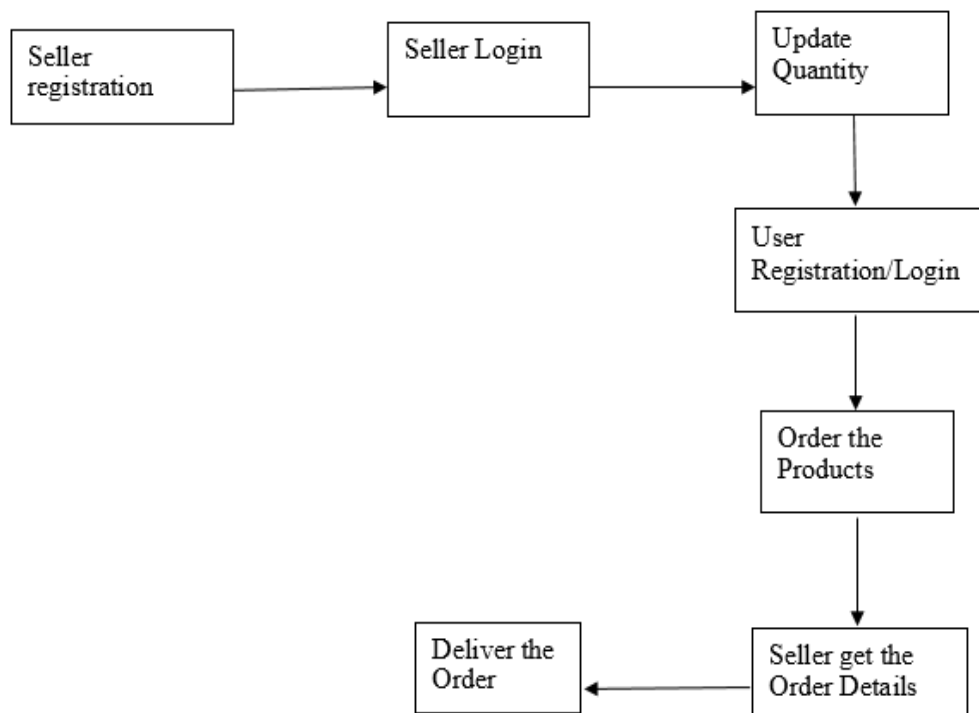 Seller
registration
Seller Login
Update
Quantity
User
Registration/Login
Order the
Products
Seller get the
Order Details
Deliver the
Order